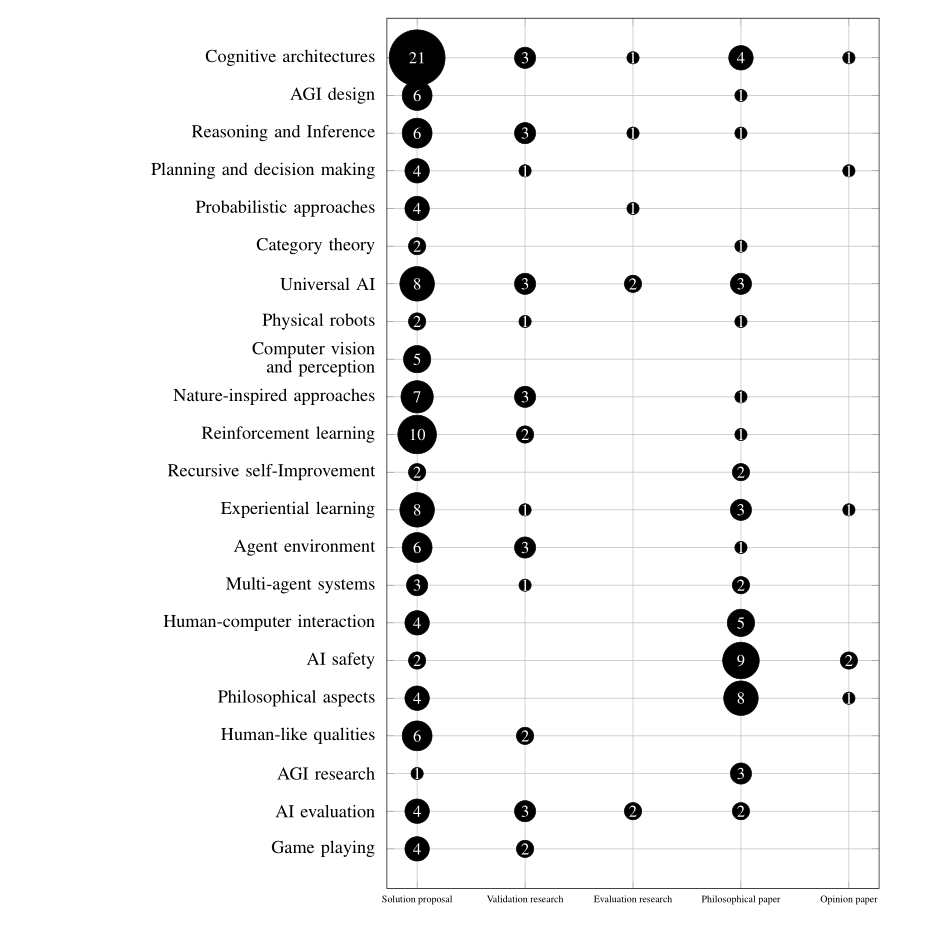 Cognitive architectures 21 3 1 4 1
AGI design 6 1
Reasoning and Inference 6 3 1 1
Planning and decision making 4 1 1
Probabilistic approaches 4 1
Category theory 2 1
Universal AI 8 3 2 3
Physical robots 2 1 1
Computer vision
and perception 5
Nature-inspired approaches 7 3 1
Reinforcement learning 10 2 1
Recursive self-Improvement 2 2
Experiential learning 8 1 3 1
Agent environment 6 3 1
Multi-agent systems 3 1 2
Human-computer interaction 4 5
AI safety 2 9 2
Philosophical aspects 4 8 1
Human-like qualities 6 2
AGI research 1 3
AI evaluation 4 3 2 2
Game playing 4 2
Solution proposal Validation research Evaluation research Philosophical paper Opinion paper